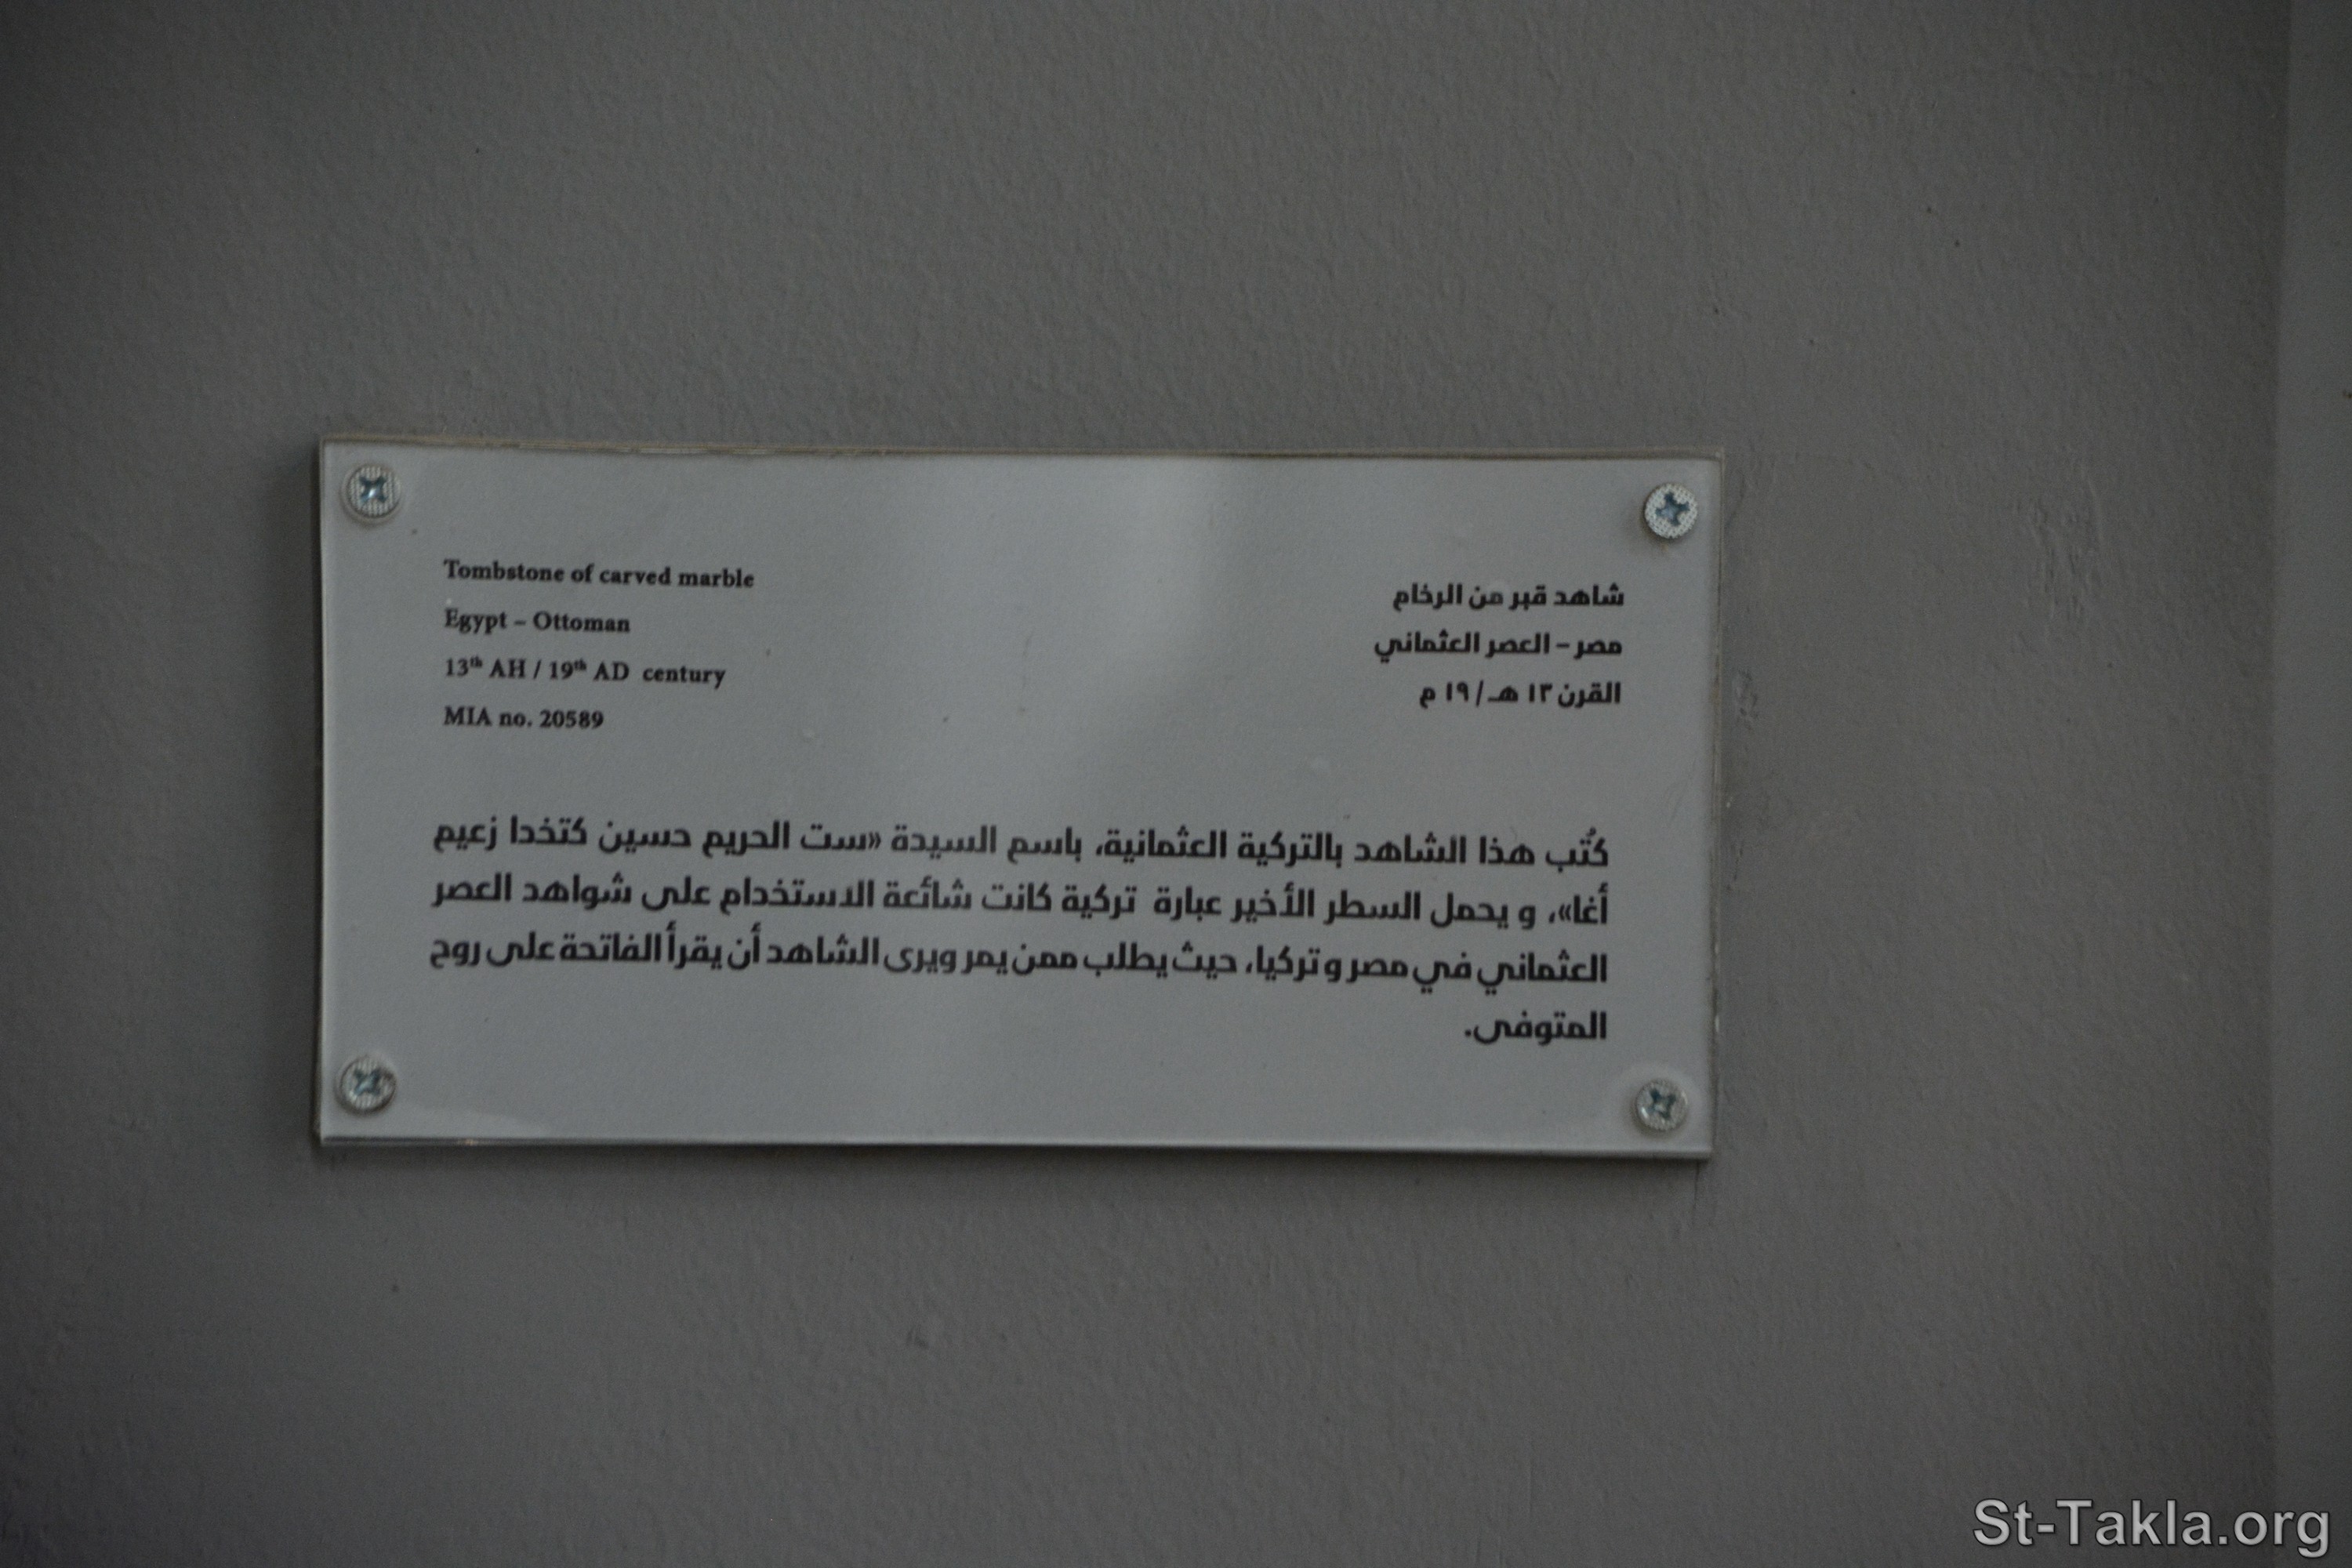 Tombstone of carved marble
Egypt – Ottoman
13th AH / 19th AD century
MIA no. 20589
شاهد قبر من الرخام
مصر – العصر العثماني
القرن ١٣ هـ / ١٩ م
كُتب هذا الشاهد بالتركية العثمانية، باسم السيدة «ست الحريم حسين كتخدا زعيم
أغا»، و يحمل السطر الأخير عبارة تركية كانت شائعة الاستخدام على شواهد العصر
العثماني في مصر و تركيا، حيث يطلب ممن يمر ويرى الشاهد أن يقرأ الفاتحة على روح
المتوفى.
St-Takla.org